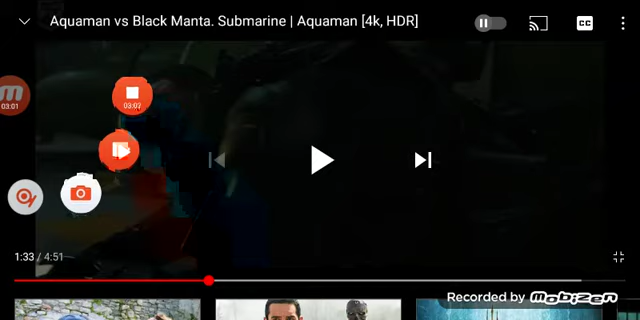 Aquaman vs Black Manta. Submarine | Aquaman [4k, HDR]
CC
m
03:01
03:07
1:33 / 4:51
Recorded by mobizen